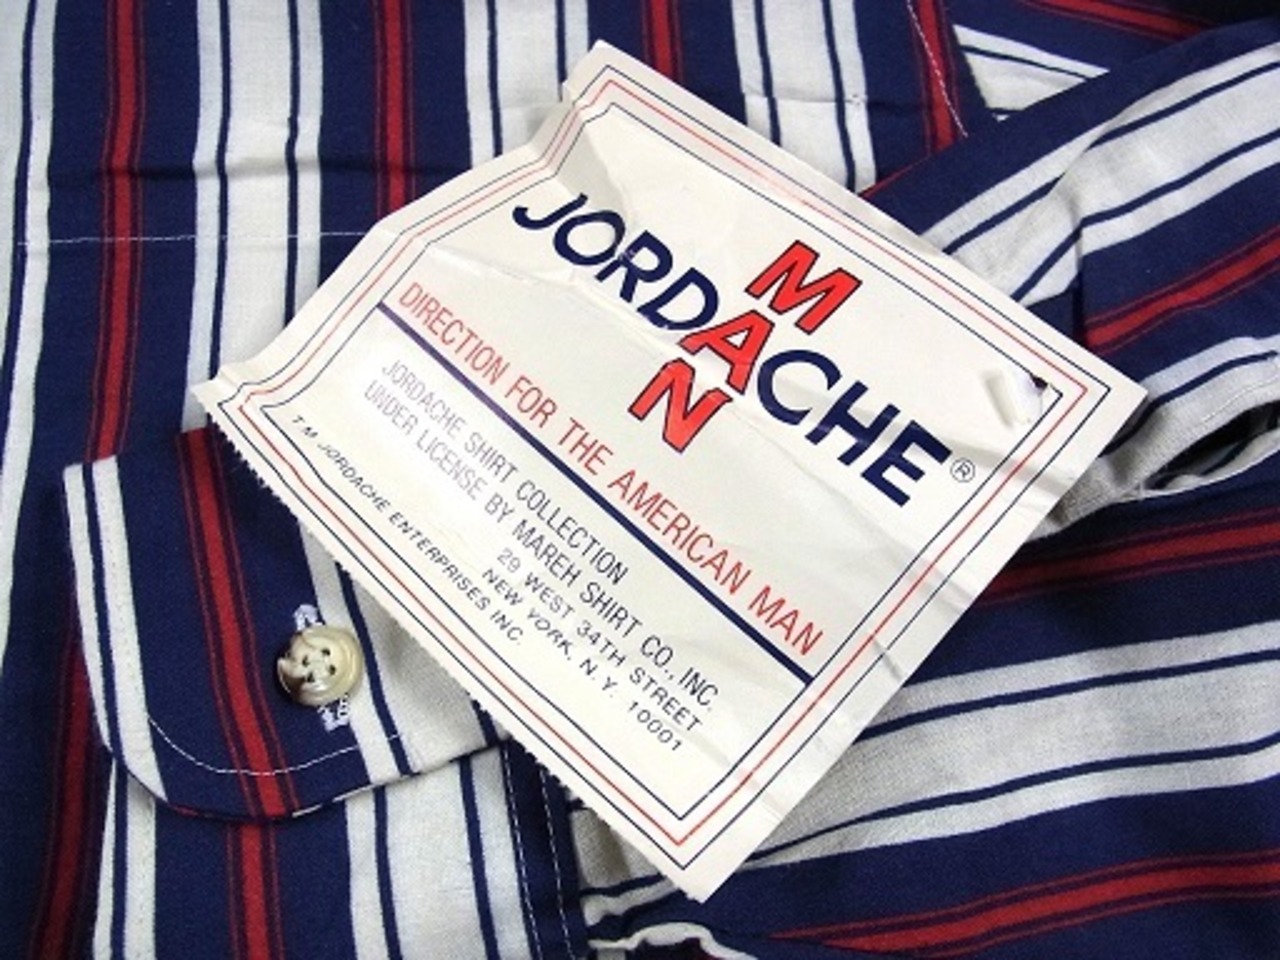 JORDACHE ®
MAN
DIRECTION FOR THE AMERICAN MAN
JORDACHE SHIRT COLLECTION
UNDER LICENSE BY MAREH SHIRT CO., INC.
29 WEST 34TH STREET
NEW YORK, N.Y. 10001
T M JORDACHE ENTERPRISES INC.